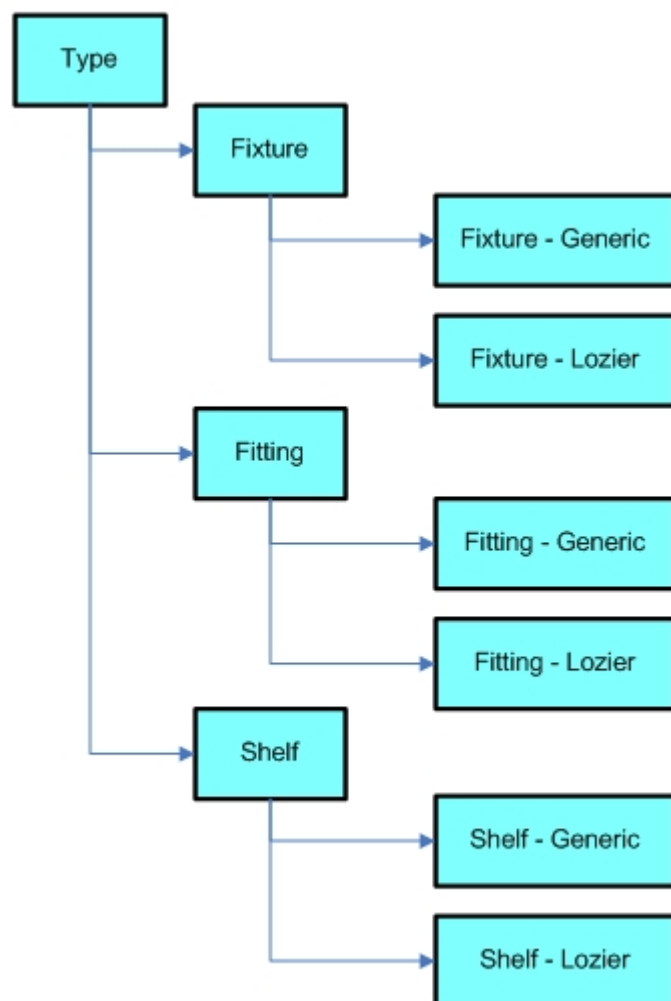 Type
Fixture
Fixture - Generic
Fixture - Lozier
Fitting
Fitting - Generic
Fitting - Lozier
Shelf
Shelf - Generic
Shelf - Lozier